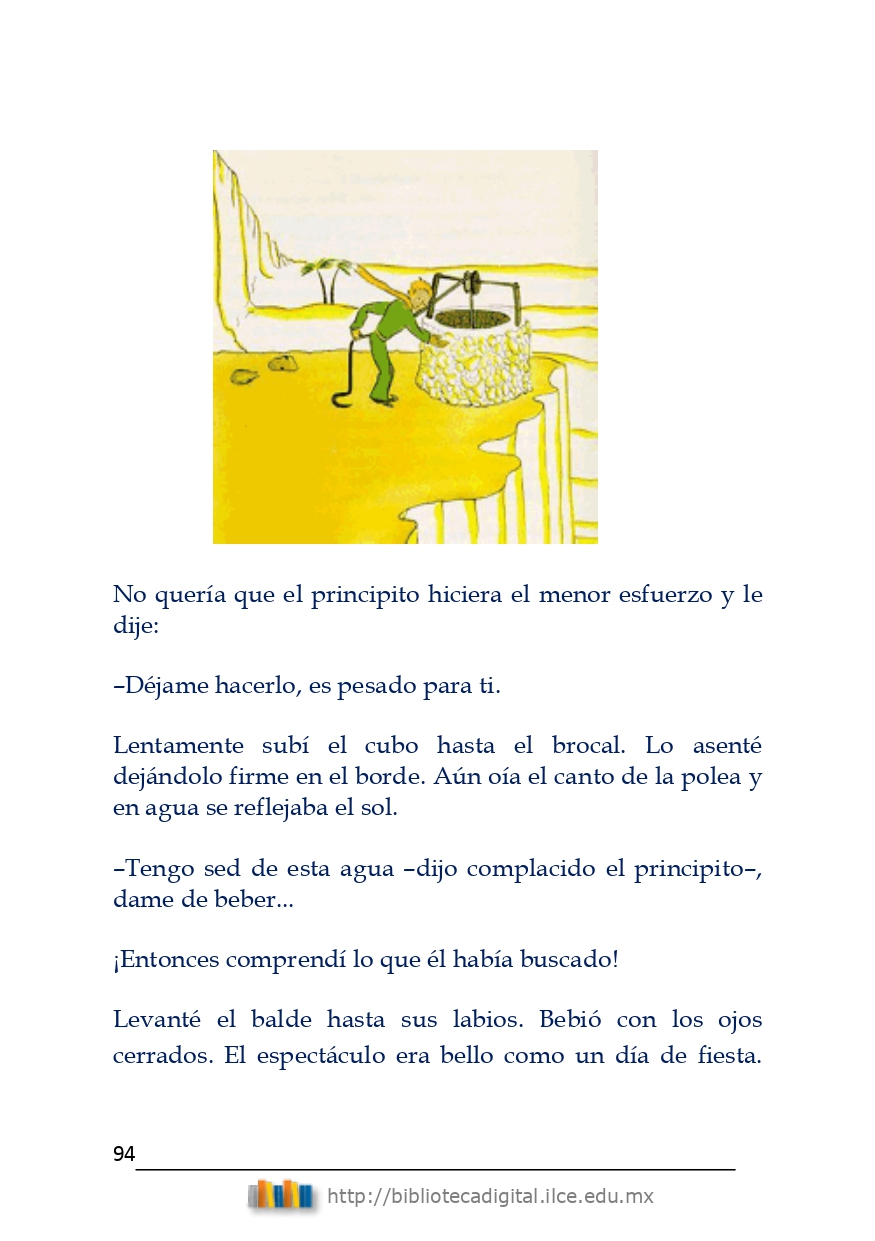 No quería que el principito hiciera el menor esfuerzo y le
dije:
–Déjame hacerlo, es pesado para ti.
Lentamente subí el cubo hasta el brocal. Lo asenté
dejándolo firme en el borde. Aún oía el canto de la polea y
en agua se reflejaba el sol.
–Tengo sed de esta agua –dijo complacido el principito–,
dame de beber...
¡Entonces comprendí lo que él había buscado!
Levanté el balde hasta sus labios. Bebió con los ojos
cerrados. El espectáculo era bello como un día de fiesta.
94
http://bibliotecadigital.ilce.edu.mx